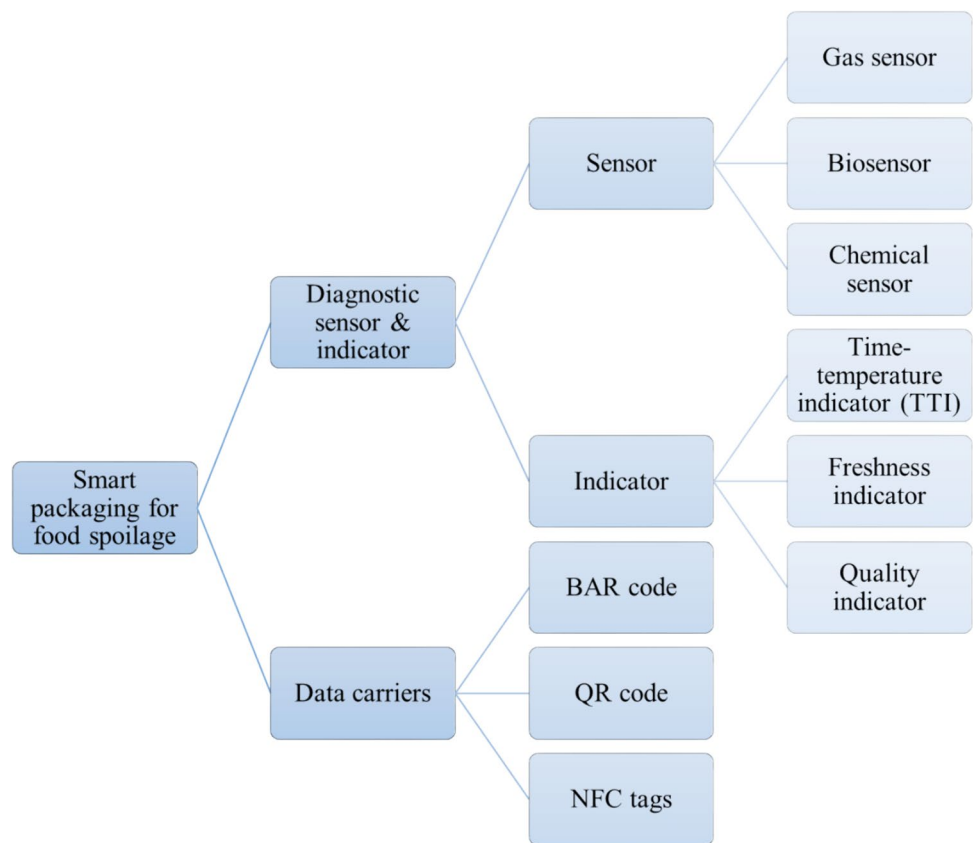 Smart
packaging for
food spoilage
Diagnostic
sensor &
indicator
Data carriers
Sensor
Indicator
BAR code
QR code
NFC tags
Gas sensor
Biosensor
Chemical
sensor
Time-
temperature
indicator (TTI)
Freshness
indicator
Quality
indicator